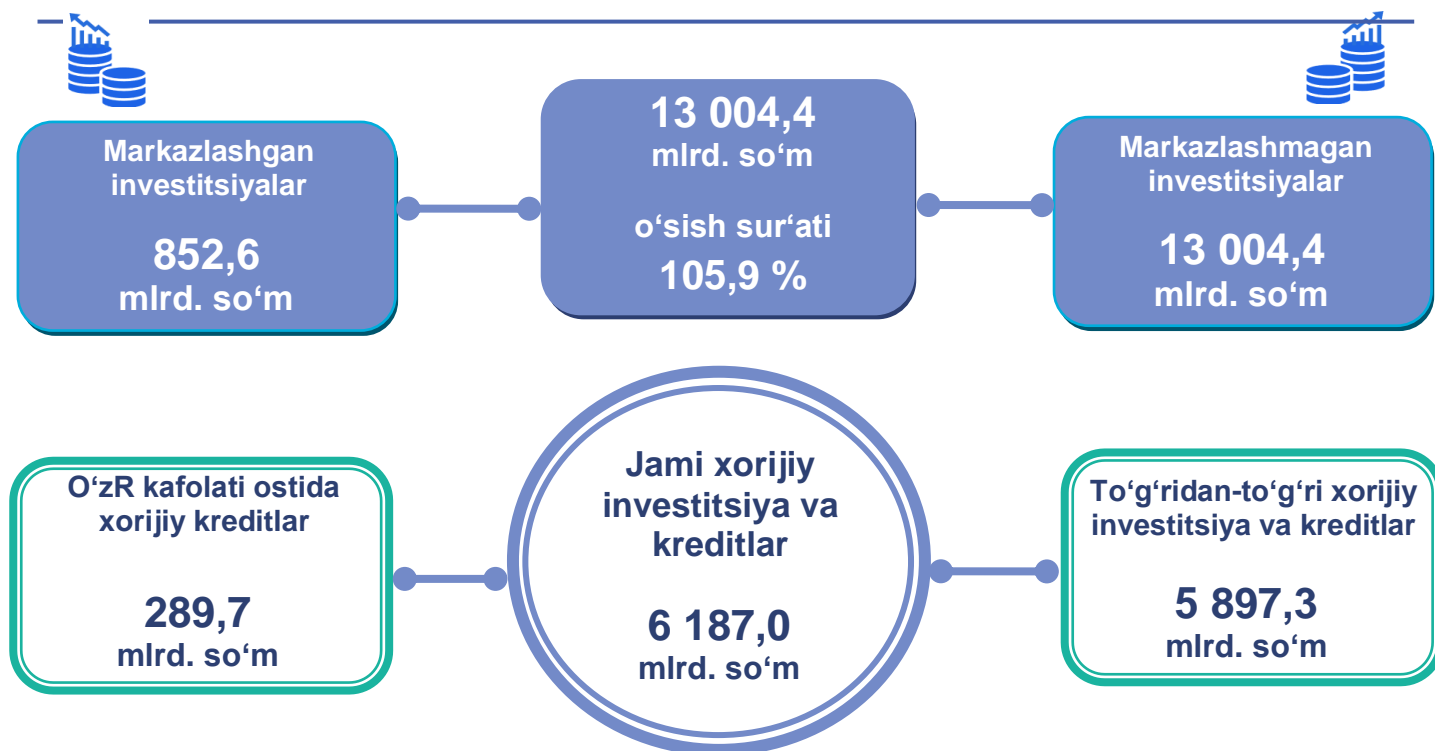 Markazlashgan
investitsiyalar
852,6
mlrd. so‘m
13 004,4
mlrd. so‘m
o‘sish sur‘ati
105,9 %
Markazlashmagan
investitsiyalar
13 004,4
mlrd. so‘m
O‘zR kafolati ostida
xorijiy kreditlar
289,7
mlrd. so‘m
Jami xorijiy
investitsiya va
kreditlar
6 187,0
mlrd. so‘m
To‘g‘ridan-to‘g‘ri xorijiy
investitsiya va kreditlar
5 897,3
mlrd. so‘m